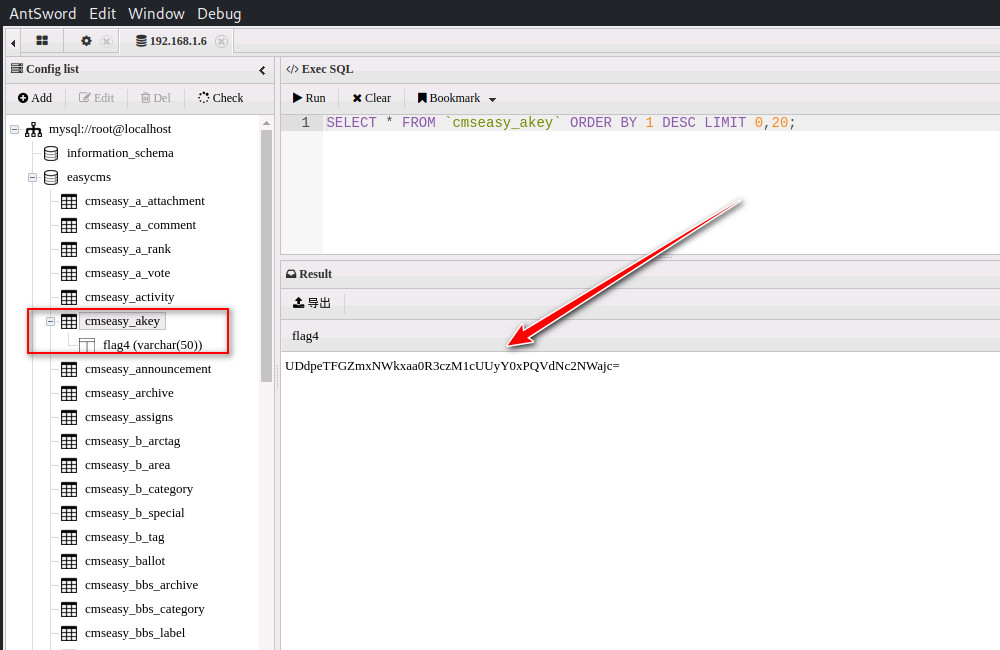 AntSword Edit Window Debug
192.168.1.6
Config list
Add Edit Del Check
mysql://root@localhost
information_schema
easycms
cmseasy_a_attachment
cmseasy_a_comment
cmseasy_a_rank
cmseasy_a_vote
cmseasy_activity
cmseasy_akey
flag4 (varchar(50))
cmseasy_announcement
cmseasy_archive
cmseasy_assigns
cmseasy_b_arctag
cmseasy_b_area
cmseasy_b_category
cmseasy_b_special
cmseasy_b_tag
cmseasy_ballot
cmseasy_bbs_archive
cmseasy_bbs_category
cmseasy_bbs_label
</> Exec SQL
Run Clear Bookmark
1 SELECT * FROM `cmseasy_akey` ORDER BY 1 DESC LIMIT 0,20;
Result
导出
flag4
UDdpeTFGZmxNWkxaa0R3czM1cUUyY0xPQVdNc2NWajc=